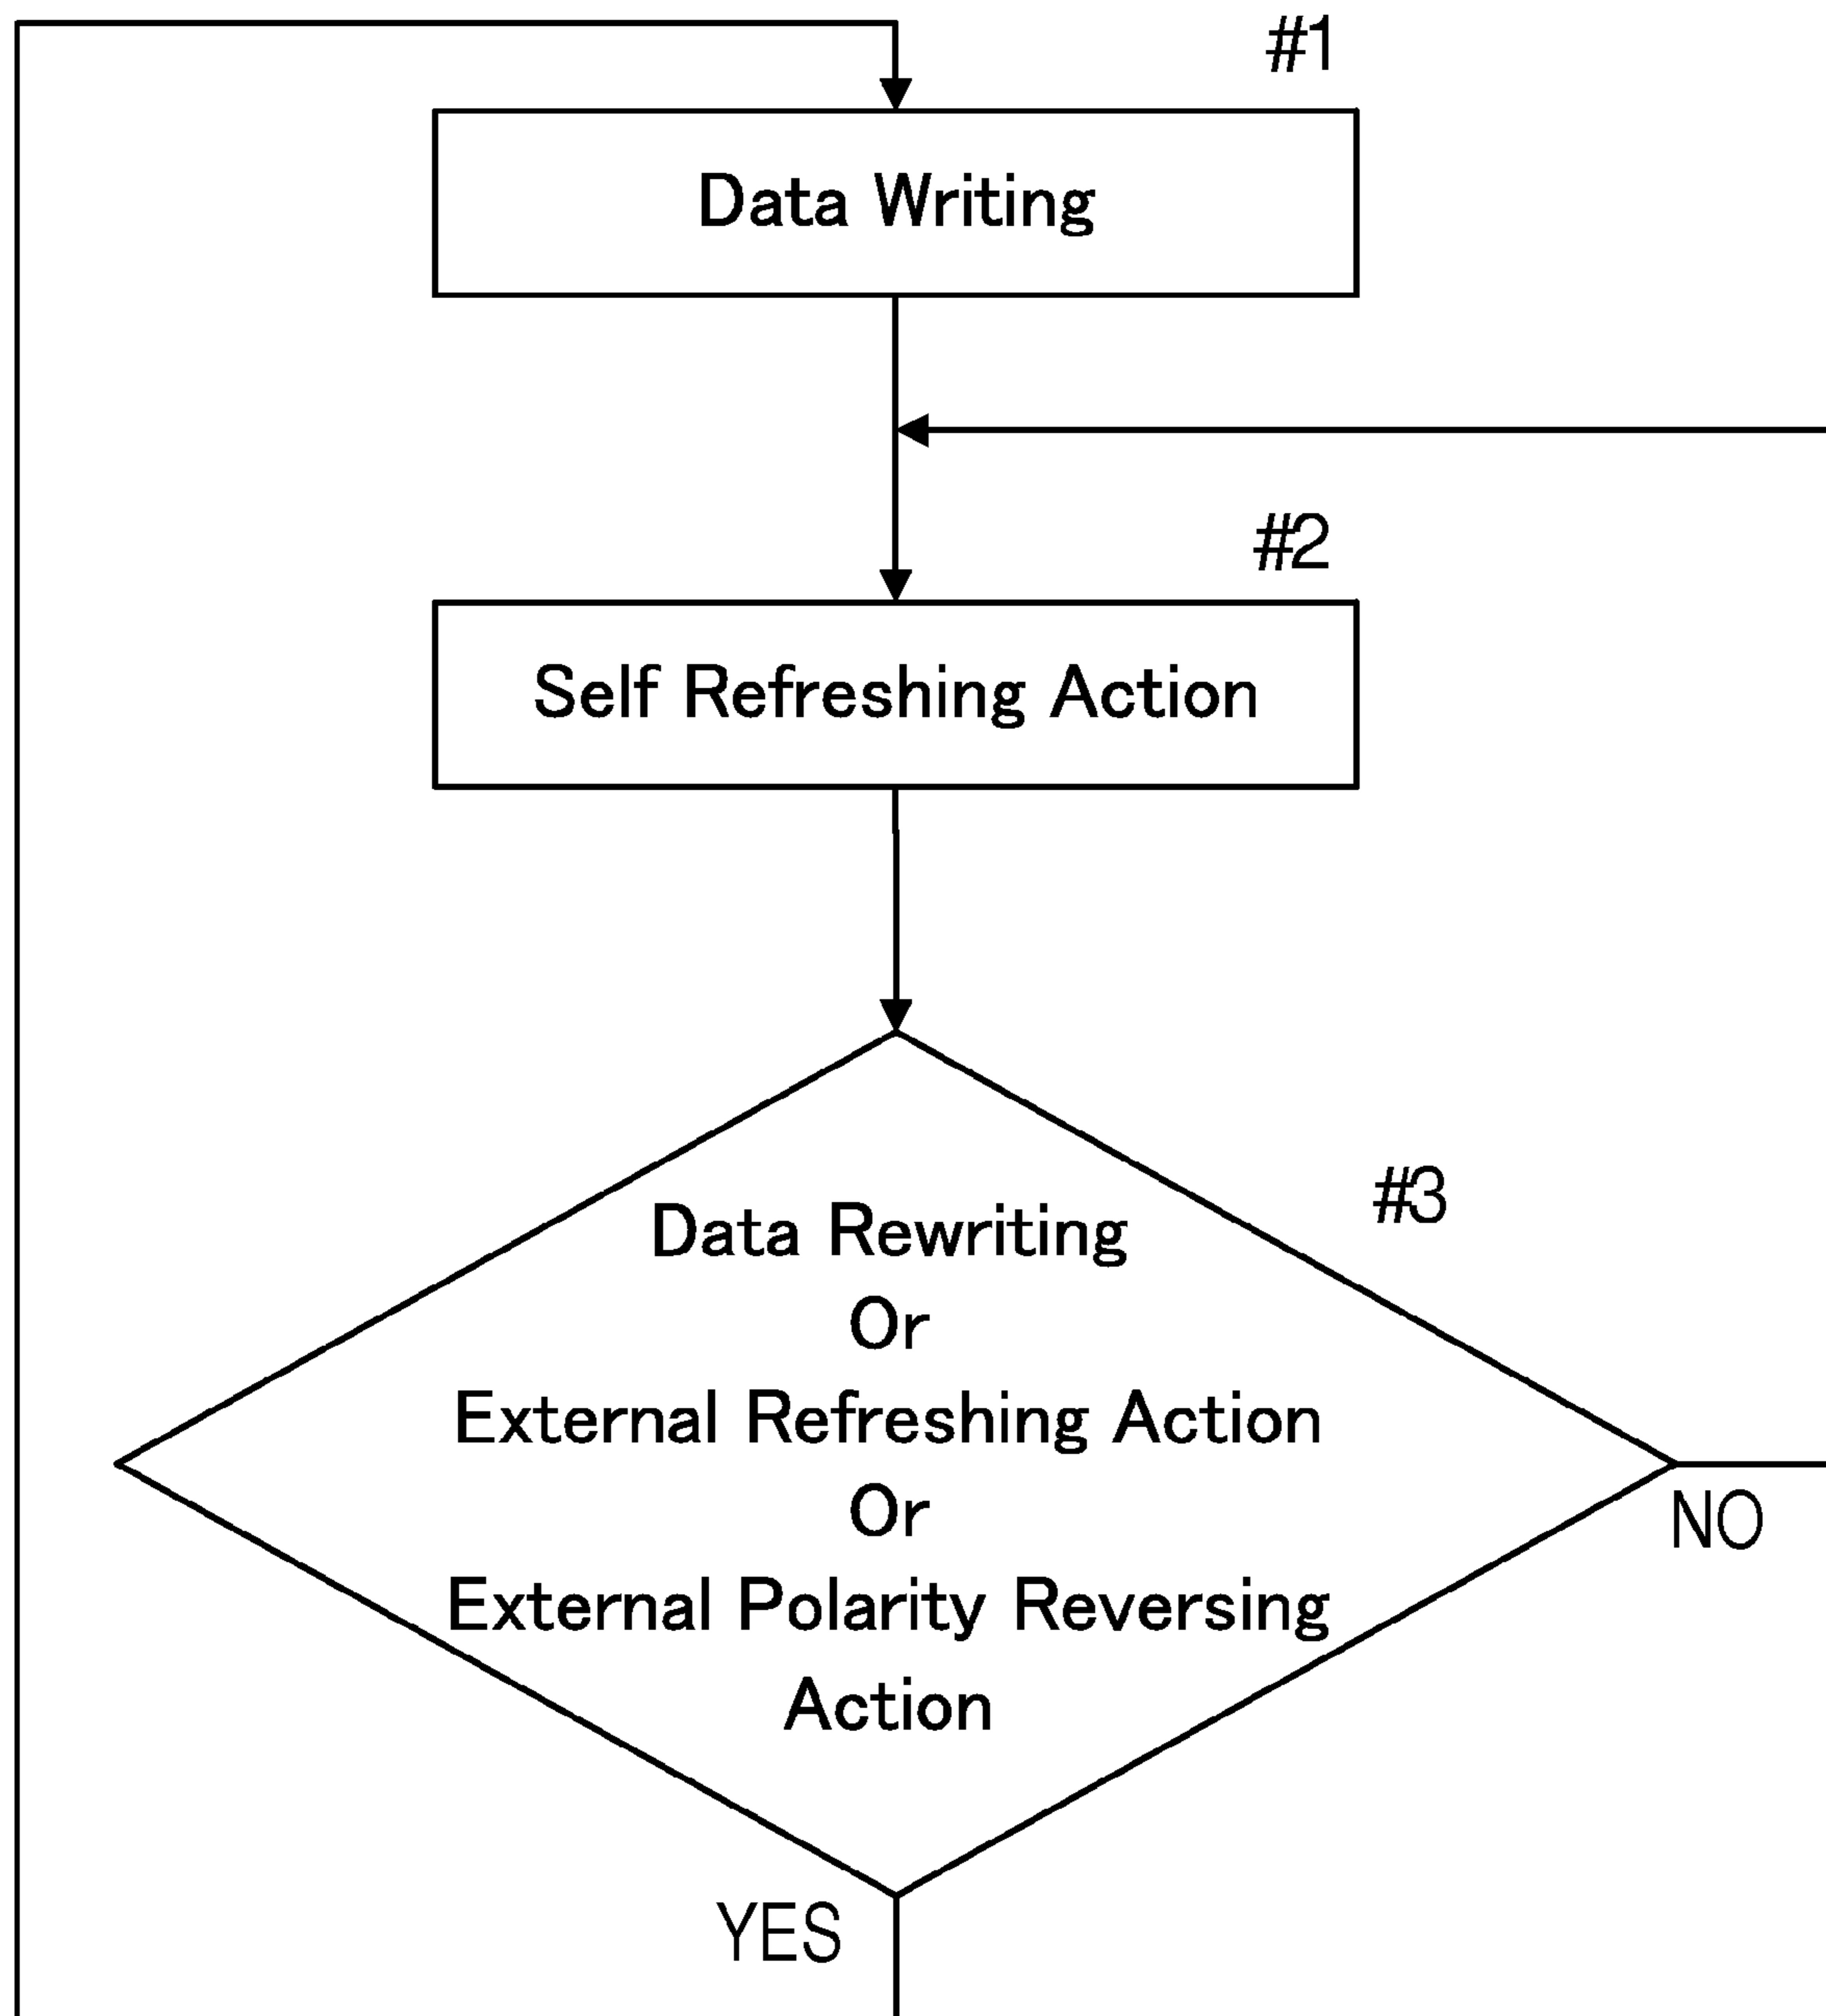 #1
Data Writing
#2
Self Refreshing Action
#3
Data Rewriting
Or
External Refreshing Action
Or
External Polarity Reversing
Action
NO
YES